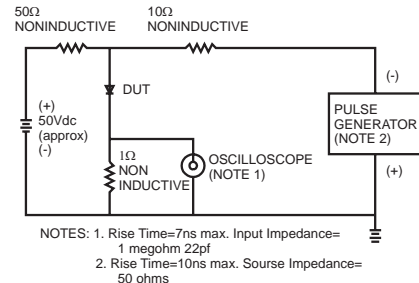 50Ω
NONINDUCTIVE
10Ω
NONINDUCTIVE
DUT
(+)
50Vdc
(approx)
(-)
1Ω
NON
INDUCTIVE
OSCILLOSCOPE
(NOTE 1)
(-)
PULSE
GENERATOR
(NOTE 2)
(+)
NOTES: 1. Rise Time=7ns max. Input Impedance=
1 megohm 22pf
2. Rise Time=10ns max. Sourse Impedance=
50 ohms